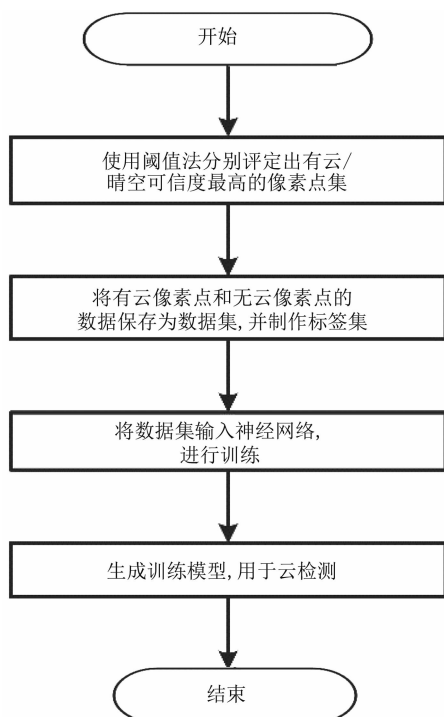 开始
使用阈值法分别评定出有云/
晴空可信度最高的像素点集
将有云像素点和无云像素点的
数据保存为数据集,并制作标签集
将数据集输入神经网络,
进行训练
生成训练模型,用于云检测
结束